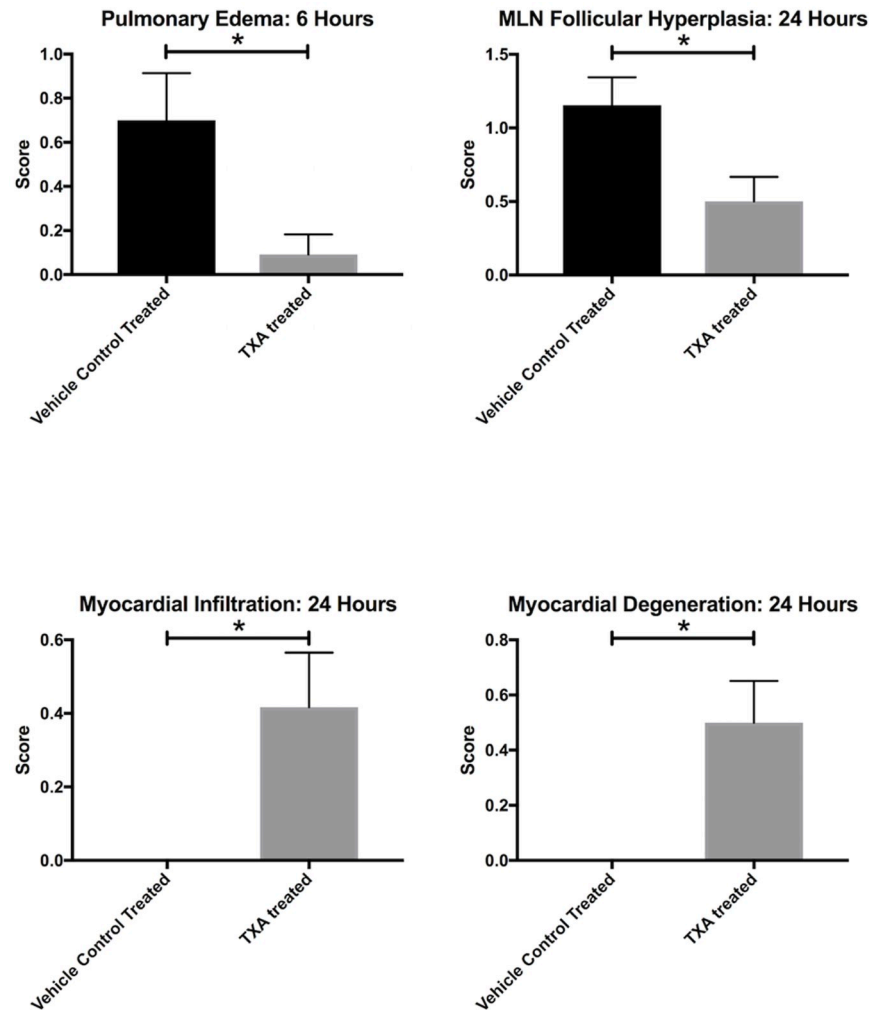 Pulmonary Edema: 6 Hours
*
1.0
0.8
0.6
0.4
0.2
0.0
Score
Vehicle Control Treated
TXA treated
MLN Follicular Hyperplasia: 24 Hours
*
1.5
1.0
0.5
0.0
Score
Vehicle Control Treated
TXA treated
Myocardial Infiltration: 24 Hours
*
0.6
0.4
0.2
0.0
Score
Vehicle Control Treated
TXA treated
Myocardial Degeneration: 24 Hours
*
0.8
0.6
0.4
0.2
0.0
Score
Vehicle Control Treated
TXA treated